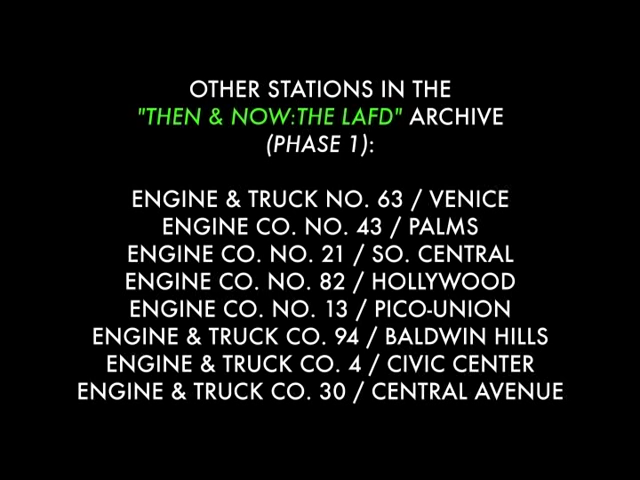 OTHER STATIONS IN THE
"THEN & NOW:THE LAFD" ARCHIVE
(PHASE 1):
ENGINE & TRUCK NO. 63 / VENICE
ENGINE CO. NO. 43 / PALMS
ENGINE CO. NO. 21 / SO. CENTRAL
ENGINE CO. NO. 82 / HOLLYWOOD
ENGINE CO. NO. 13 / PICO-UNION
ENGINE & TRUCK CO. 94 / BALDWIN HILLS
ENGINE & TRUCK CO. 4 / CIVIC CENTER
ENGINE & TRUCK CO. 30 / CENTRAL AVENUE